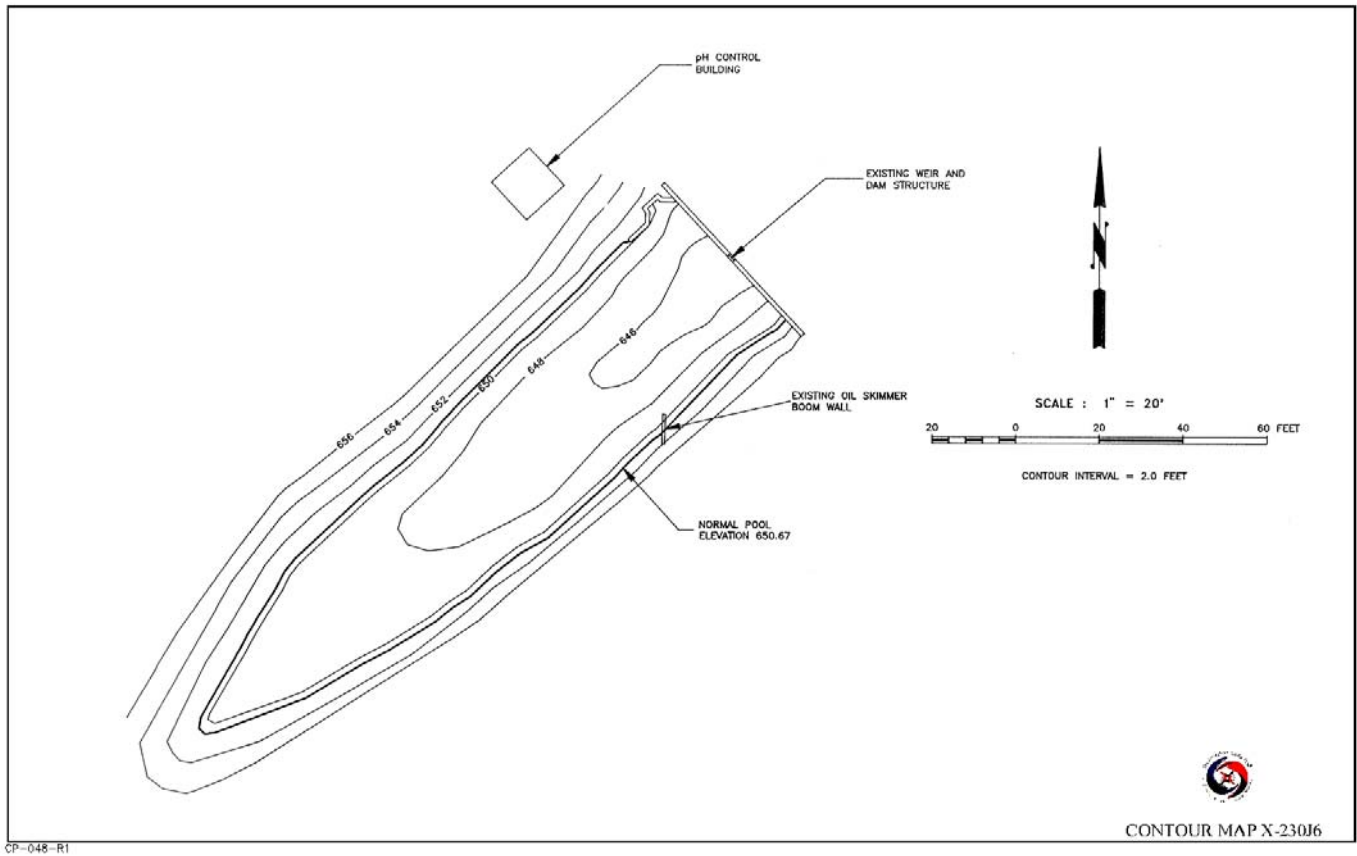 pH CONTROL
BUILDING
EXISTING WEIR AND
DAM STRUCTURE
N
646
648
650
652
654
656
EXISTING OIL SKIMMER
BOOM WALL
SCALE : 1" = 20'
20 0 20 40 60 FEET
CONTOUR INTERVAL = 2.0 FEET
NORMAL POOL
ELEVATION 650.67
CONTOUR MAP X-230J6
CP-048-R1